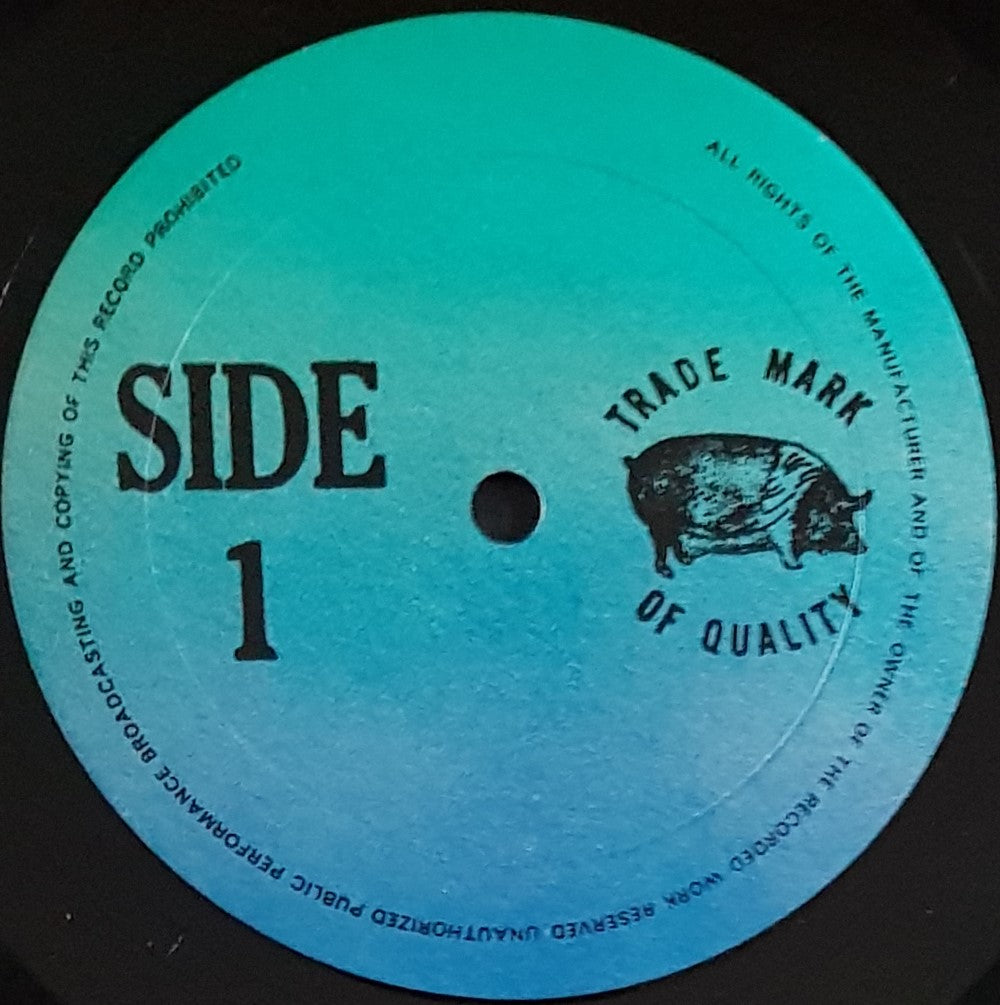 SIDE
1
TRADE MARK
OF QUALITY
ALL RIGHTS OF THE MANUFACTURER AND OF THE OWNER OF THE RECORDED WORK RESERVED UNAUTHORIZED PUBLIC PERFORMANCE BROADCASTING AND COPYING OF THIS RECORD PROHIBITED